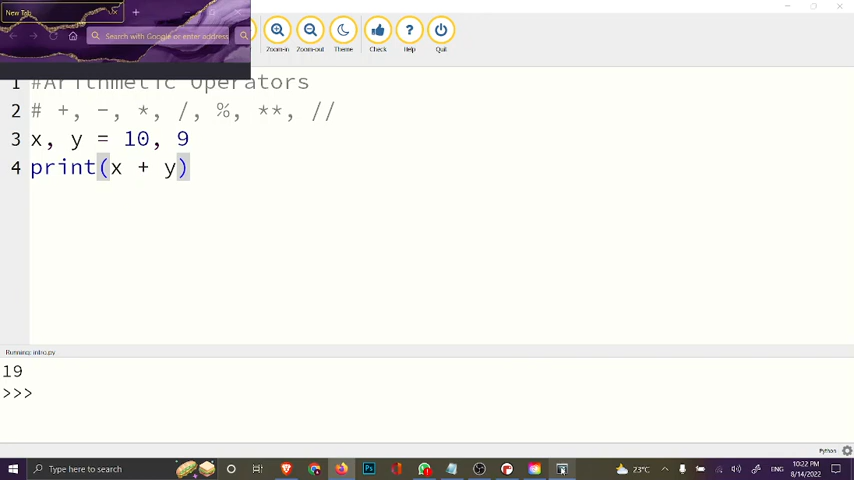 New Tab
Search with Google or enter address
Zoom-in Zoom-out Theme Check Help Quit
1 #Arithmetic Operators
2 # +, -, *, /, %, **, //
3 x, y = 10, 9
4 print(x + y)
Running: intro.py
19
>>>
Python
Type here to search
Ps
23°C
10:22 PM
8/14/2022